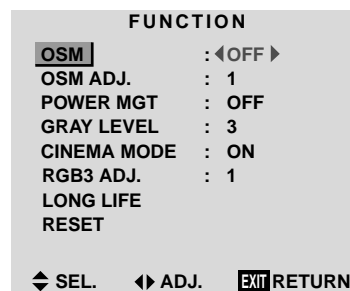 FUNCTION
OSM : ◀ OFF ▶
OSM ADJ. : 1
POWER MGT : OFF
GRAY LEVEL : 3
CINEMA MODE : ON
RGB3 ADJ. : 1
LONG LIFE
RESET
SEL. ADJ. EXIT RETURN